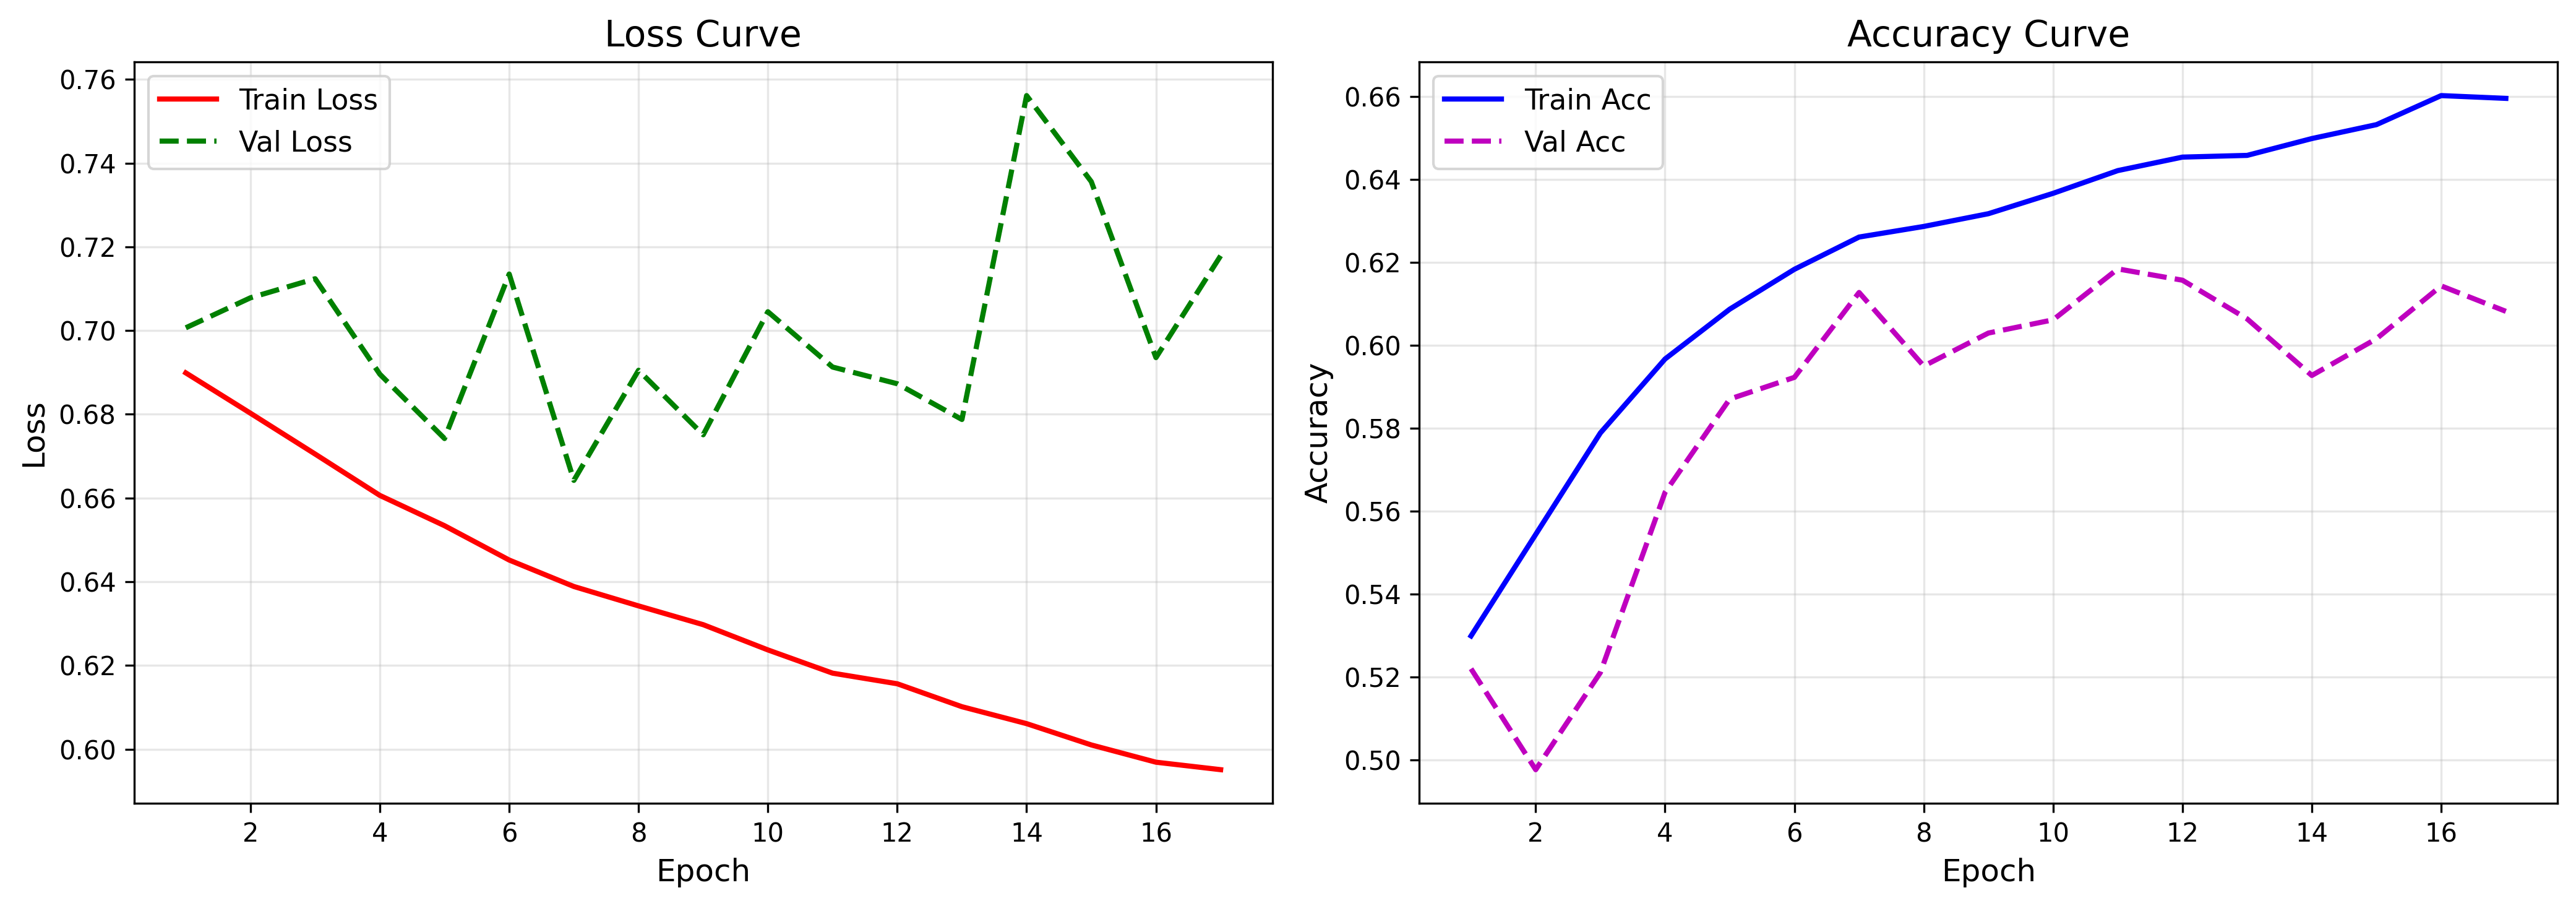 Loss Curve
Train Loss
Val Loss
0.76
0.74
0.72
0.70
0.68
0.66
0.64
0.62
0.60
Loss
2 4 6 8 10 12 14 16
Epoch
Accuracy Curve
Train Acc
Val Acc
0.66
0.64
0.62
0.60
0.58
0.56
0.54
0.52
0.50
Accuracy
2 4 6 8 10 12 14 16
Epoch